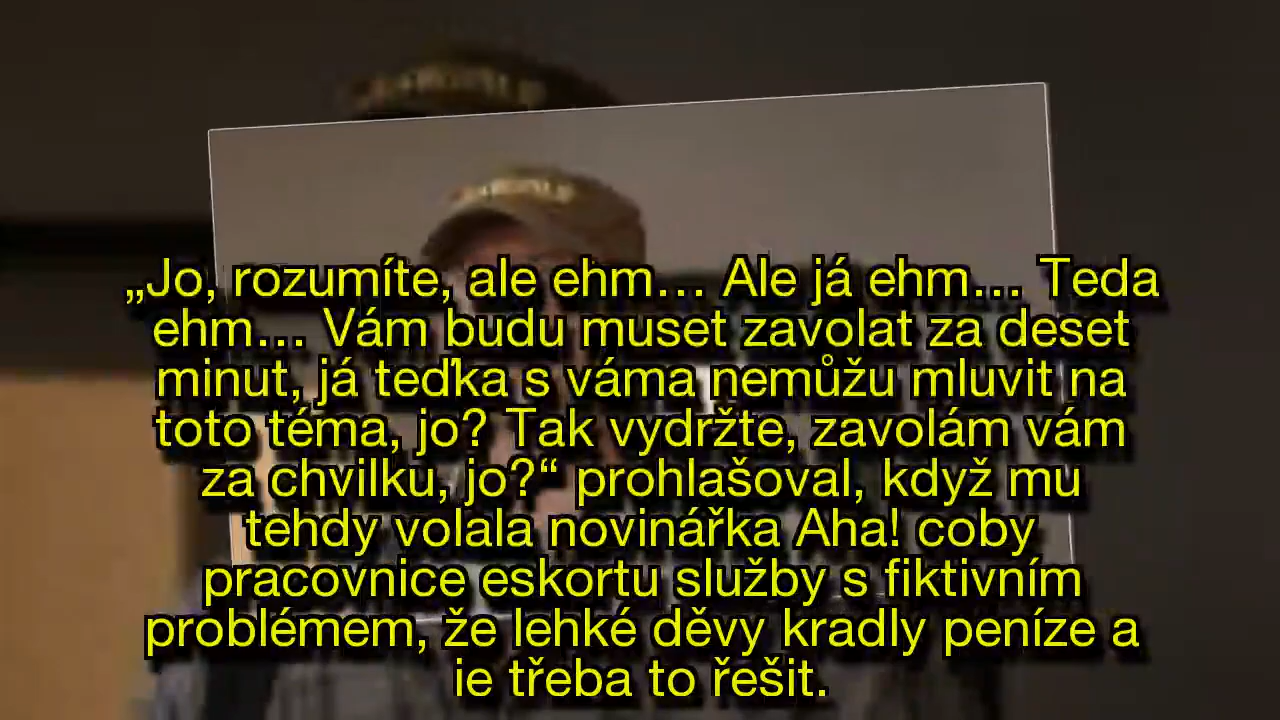 „Jo, rozumíte, ale ehm… Ale já ehm… Teda
ehm… Vám budu muset zavolat za deset
minut, já teďka s váma nemůžu mluvit na
toto téma, jo? Tak vydržte, zavolám vám
za chvilku, jo?“ prohlašoval, když mu
tehdy volala novinářka Aha! coby
pracovnice eskortu služby s fiktivním
problémem, že lehké děvy kradly peníze a
je třeba to řešit.